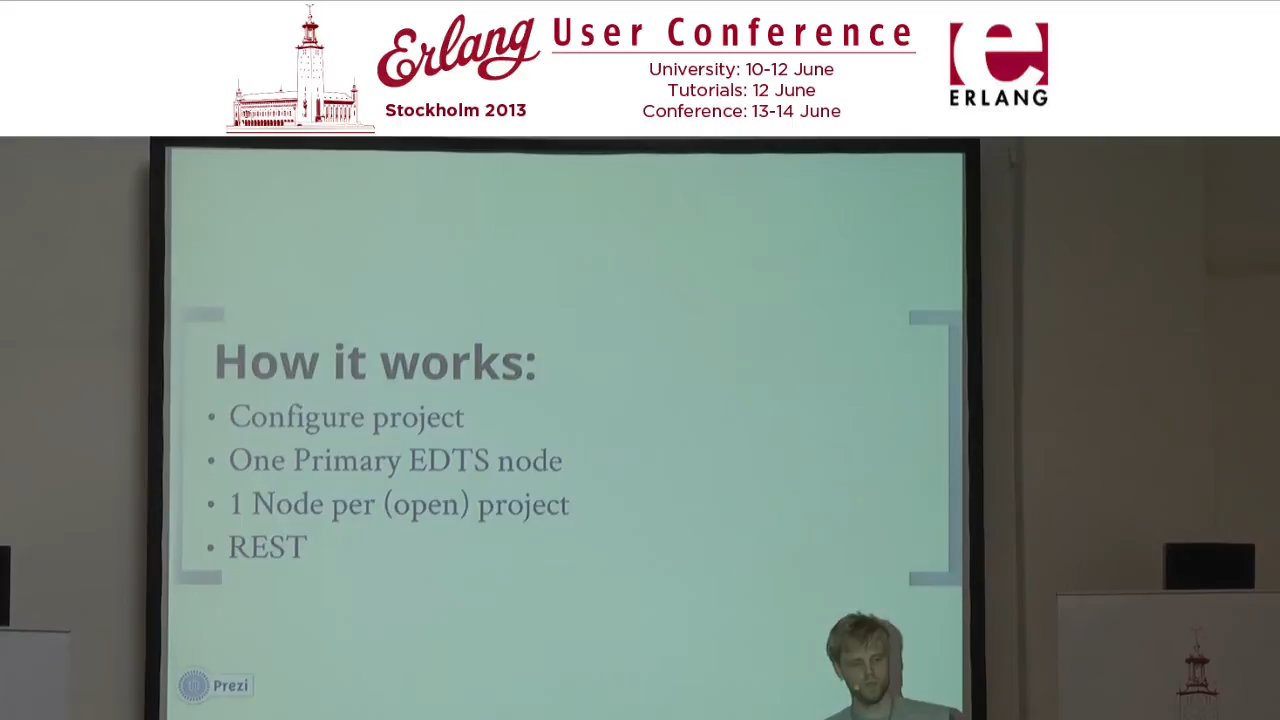 Erlang User Conference
Stockholm 2013
University: 10-12 June
Tutorials: 12 June
Conference: 13-14 June
ERLANG
How it works:
• Configure project
• One Primary EDTS node
• 1 Node per (open) project
• REST
Prezi